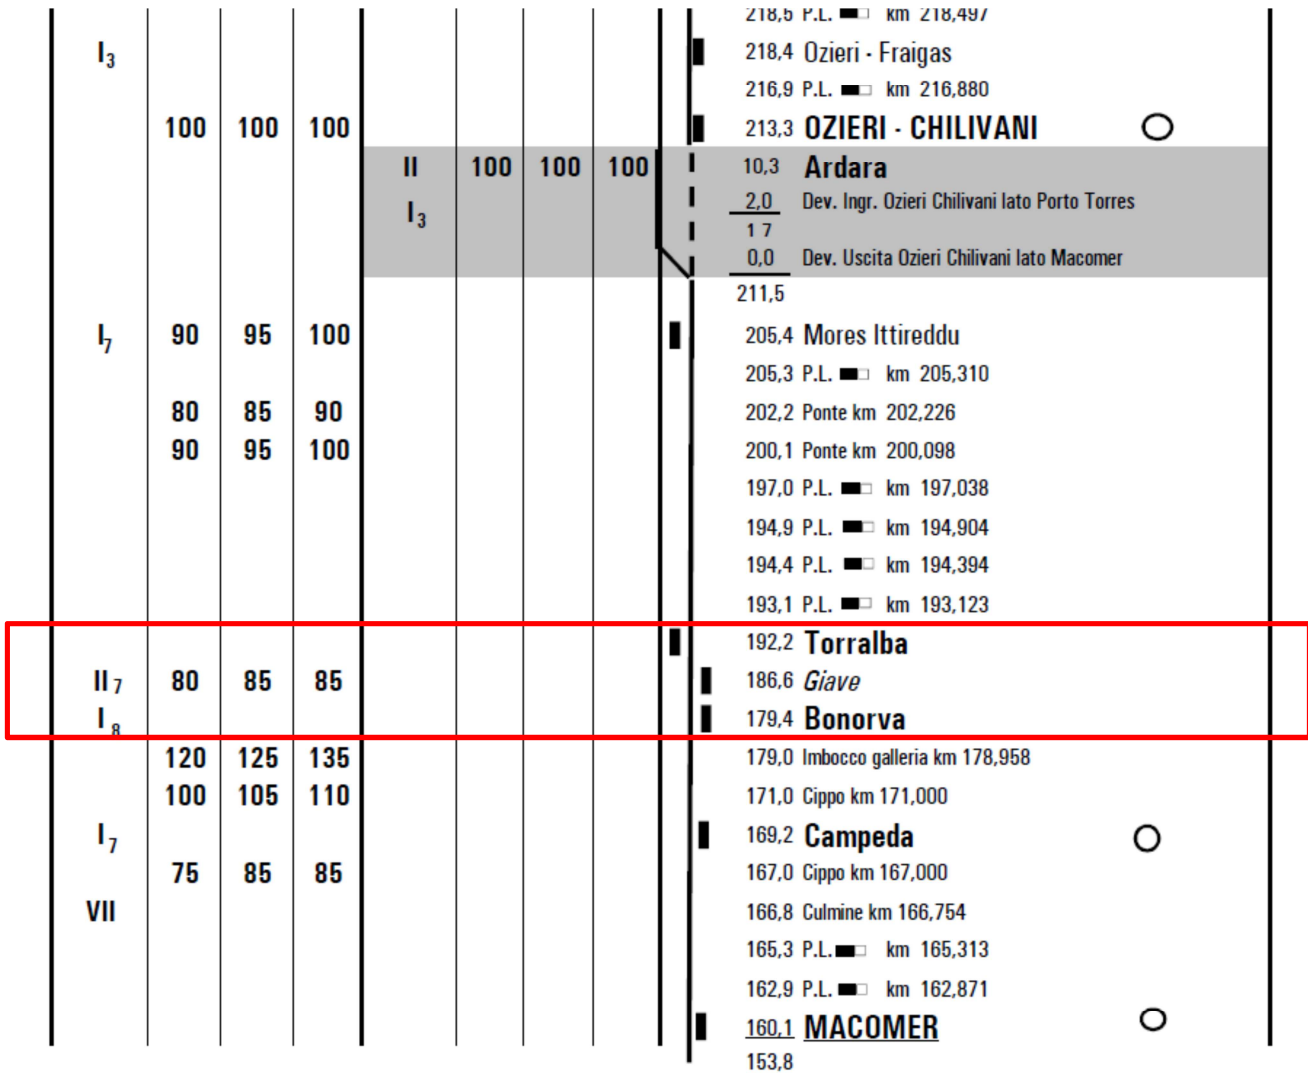 218,5 P.L. km 218,497
I3 218,4 Ozieri - Fraigas
216,9 P.L. km 216,880
100 100 100 213,3 OZIERI - CHILIVANI
II 100 100 100 10,3 Ardara
I3 2,0 Dev. Ingr. Ozieri Chilivani lato Porto Torres
1 7
0,0 Dev. Uscita Ozieri Chilivani lato Macomer
211,5
I7 90 95 100 205,4 Mores Ittireddu
205,3 P.L. km 205,310
80 85 90 202,2 Ponte km 202,226
90 95 100 200,1 Ponte km 200,098
197,0 P.L. km 197,038
194,9 P.L. km 194,904
194,4 P.L. km 194,394
193,1 P.L. km 193,123
192,2 Torralba
II7 80 85 85 186,6 Giave
I8 179,4 Bonorva
120 125 135 179,0 Imbocco galleria km 178,958
100 105 110 171,0 Cippo km 171,000
I7 169,2 Campeda
75 85 85 167,0 Cippo km 167,000
VII 166,8 Culmine km 166,754
165,3 P.L. km 165,313
162,9 P.L. km 162,871
160,1 MACOMER
153,8